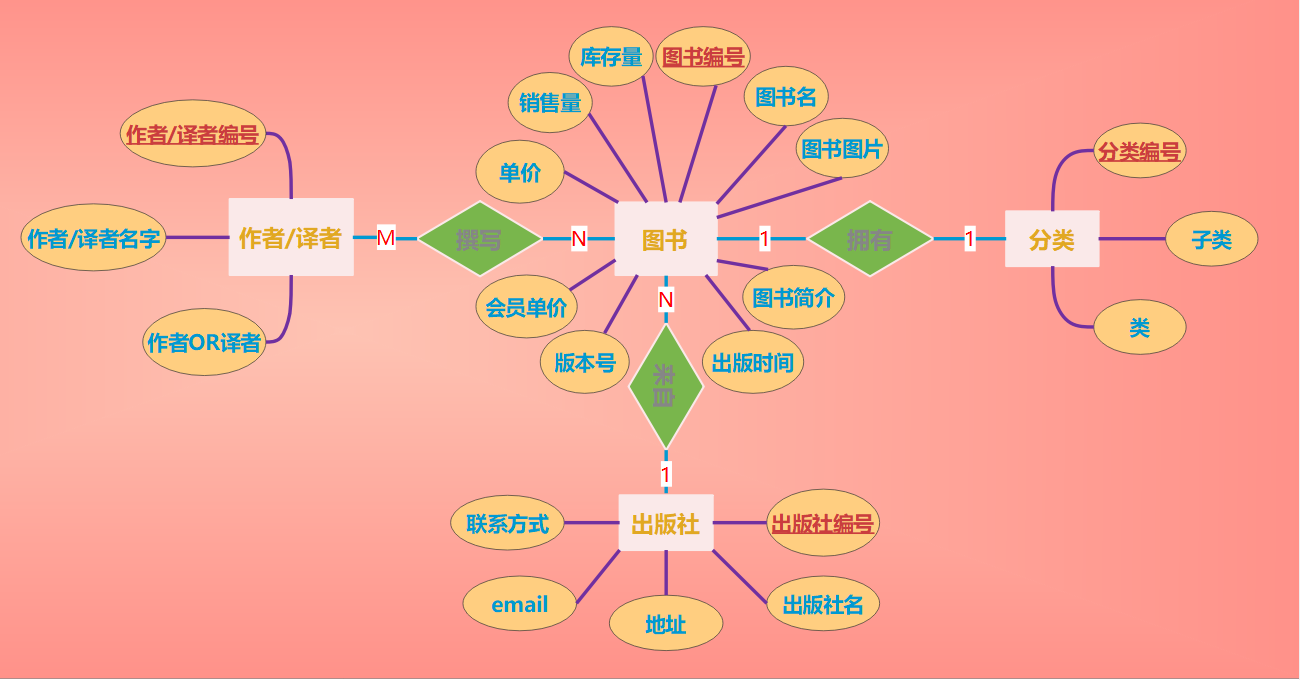 库存量
图书编号
销售量
图书名
作者/译者编号
图书图片
分类编号
单价
作者/译者名字
作者/译者
M
撰写
N
图书
1
拥有
1
分类
子类
会员单价
N
图书简介
类
作者OR译者
版本号
来自
出版时间
1
联系方式
出版社
出版社编号
email
地址
出版社名